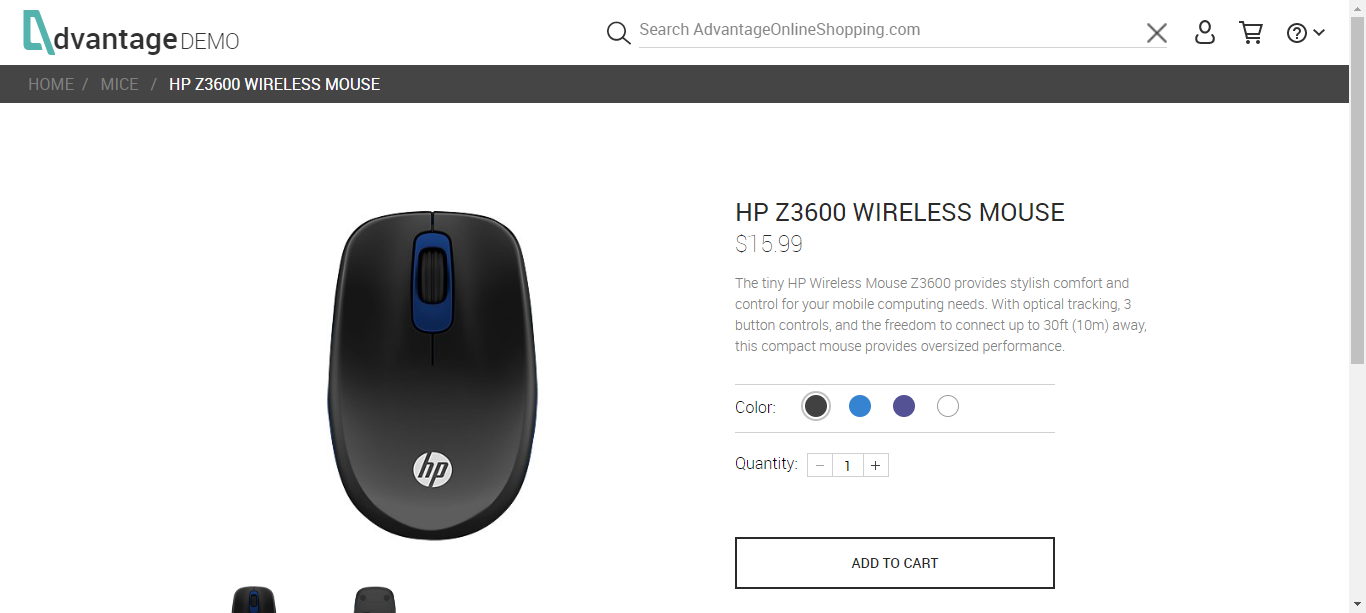 dvantage DEMO
Search AdvantageOnlineShopping.com
HOME / MICE / HP Z3600 WIRELESS MOUSE
HP Z3600 WIRELESS MOUSE
$15.99
The tiny HP Wireless Mouse Z3600 provides stylish comfort and
control for your mobile computing needs. With optical tracking, 3
button controls, and the freedom to connect up to 30ft (10m) away,
this compact mouse provides oversized performance.
Color:
Quantity: − 1 +
ADD TO CART
hp